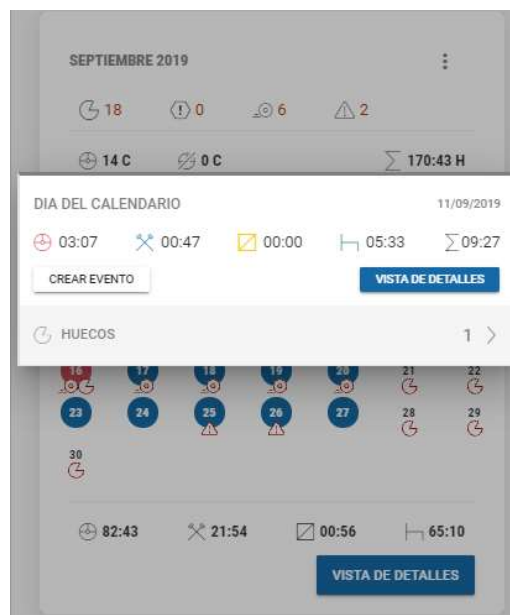 SEPTIEMBRE 2019
18 0 6 2
14 C 0 C 170:43 H
DIA DEL CALENDARIO 11/09/2019
03:07 00:47 00:00 05:33 09:27
CREAR EVENTO VISTA DE DETALLES
HUECOS 1
16 17 18 19 20 21 22
23 24 25 26 27 28 29
30
82:43 21:54 00:56 65:10
VISTA DE DETALLES